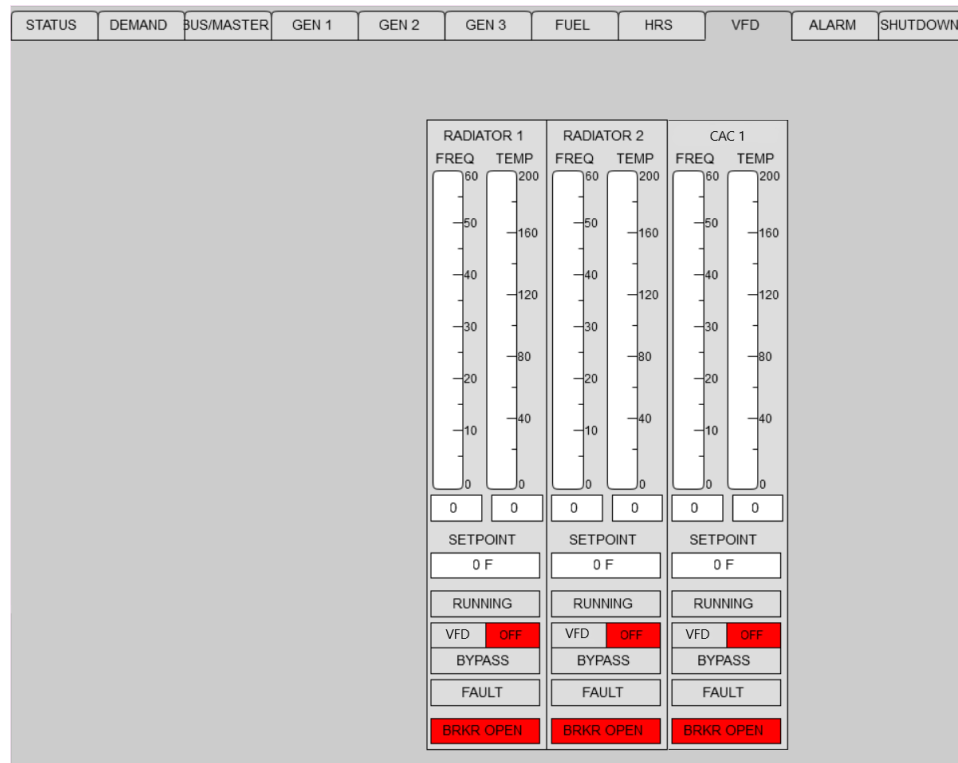 STATUS DEMAND BUS/MASTER GEN 1 GEN 2 GEN 3 FUEL HRS VFD ALARM SHUTDOWN
RADIATOR 1 RADIATOR 2 CAC 1
FREQ TEMP FREQ TEMP FREQ TEMP
60 200 60 200 60 200
50 50 50
160 160 160
40 40 40
120 120 120
30 30 30
80 80 80
20 20 20
40 40 40
10 10 10
0 0 0 0 0 0
0 0 0 0 0 0
SETPOINT SETPOINT SETPOINT
0 F 0 F 0 F
RUNNING RUNNING RUNNING
VFD OFF VFD OFF VFD OFF
BYPASS BYPASS BYPASS
FAULT FAULT FAULT
BRKR OPEN BRKR OPEN BRKR OPEN